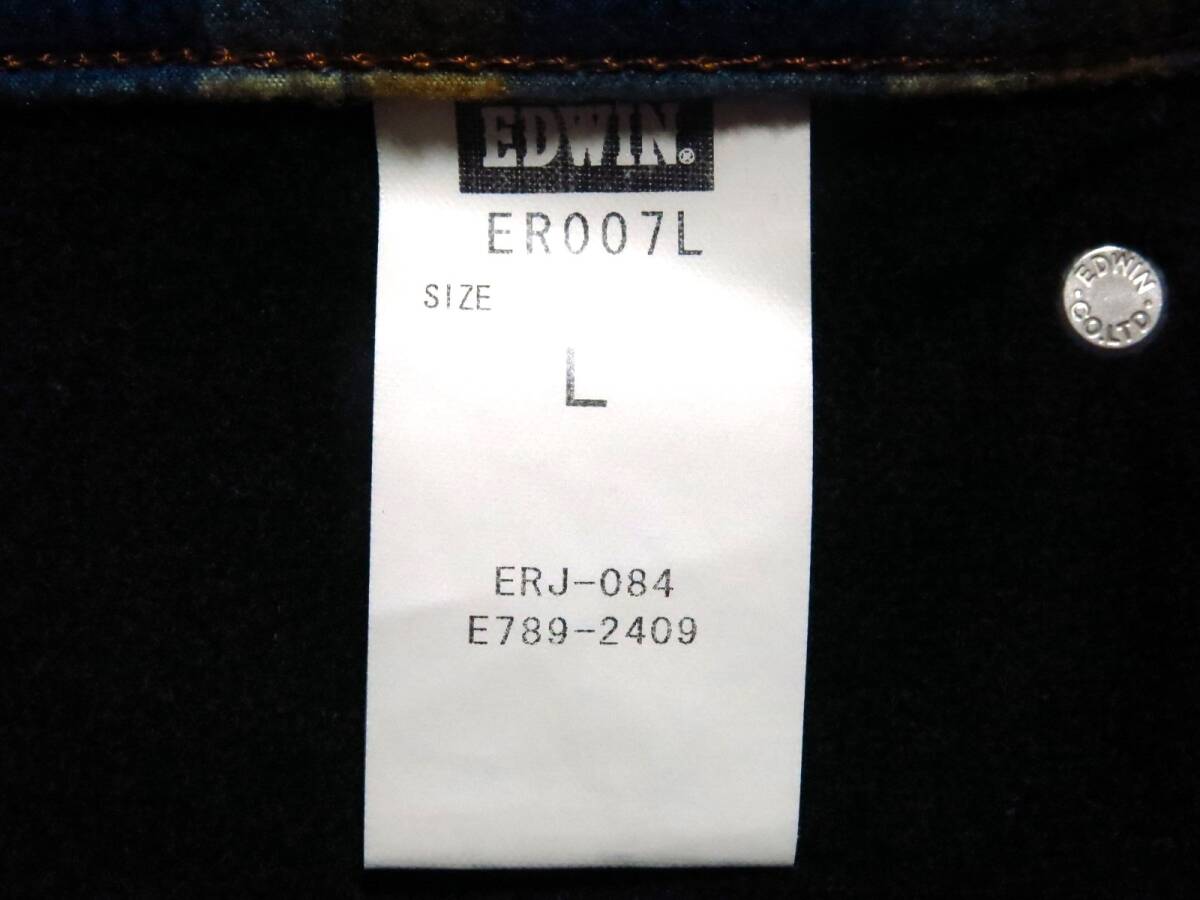 EDWIN®
ER007L
SIZE
L
ERJ-084
E789-2409
EDWIN
CO.LTD.